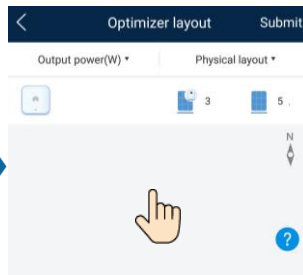 Optimizer layout Submit
Output power(W) Physical layout
3 5
N
?